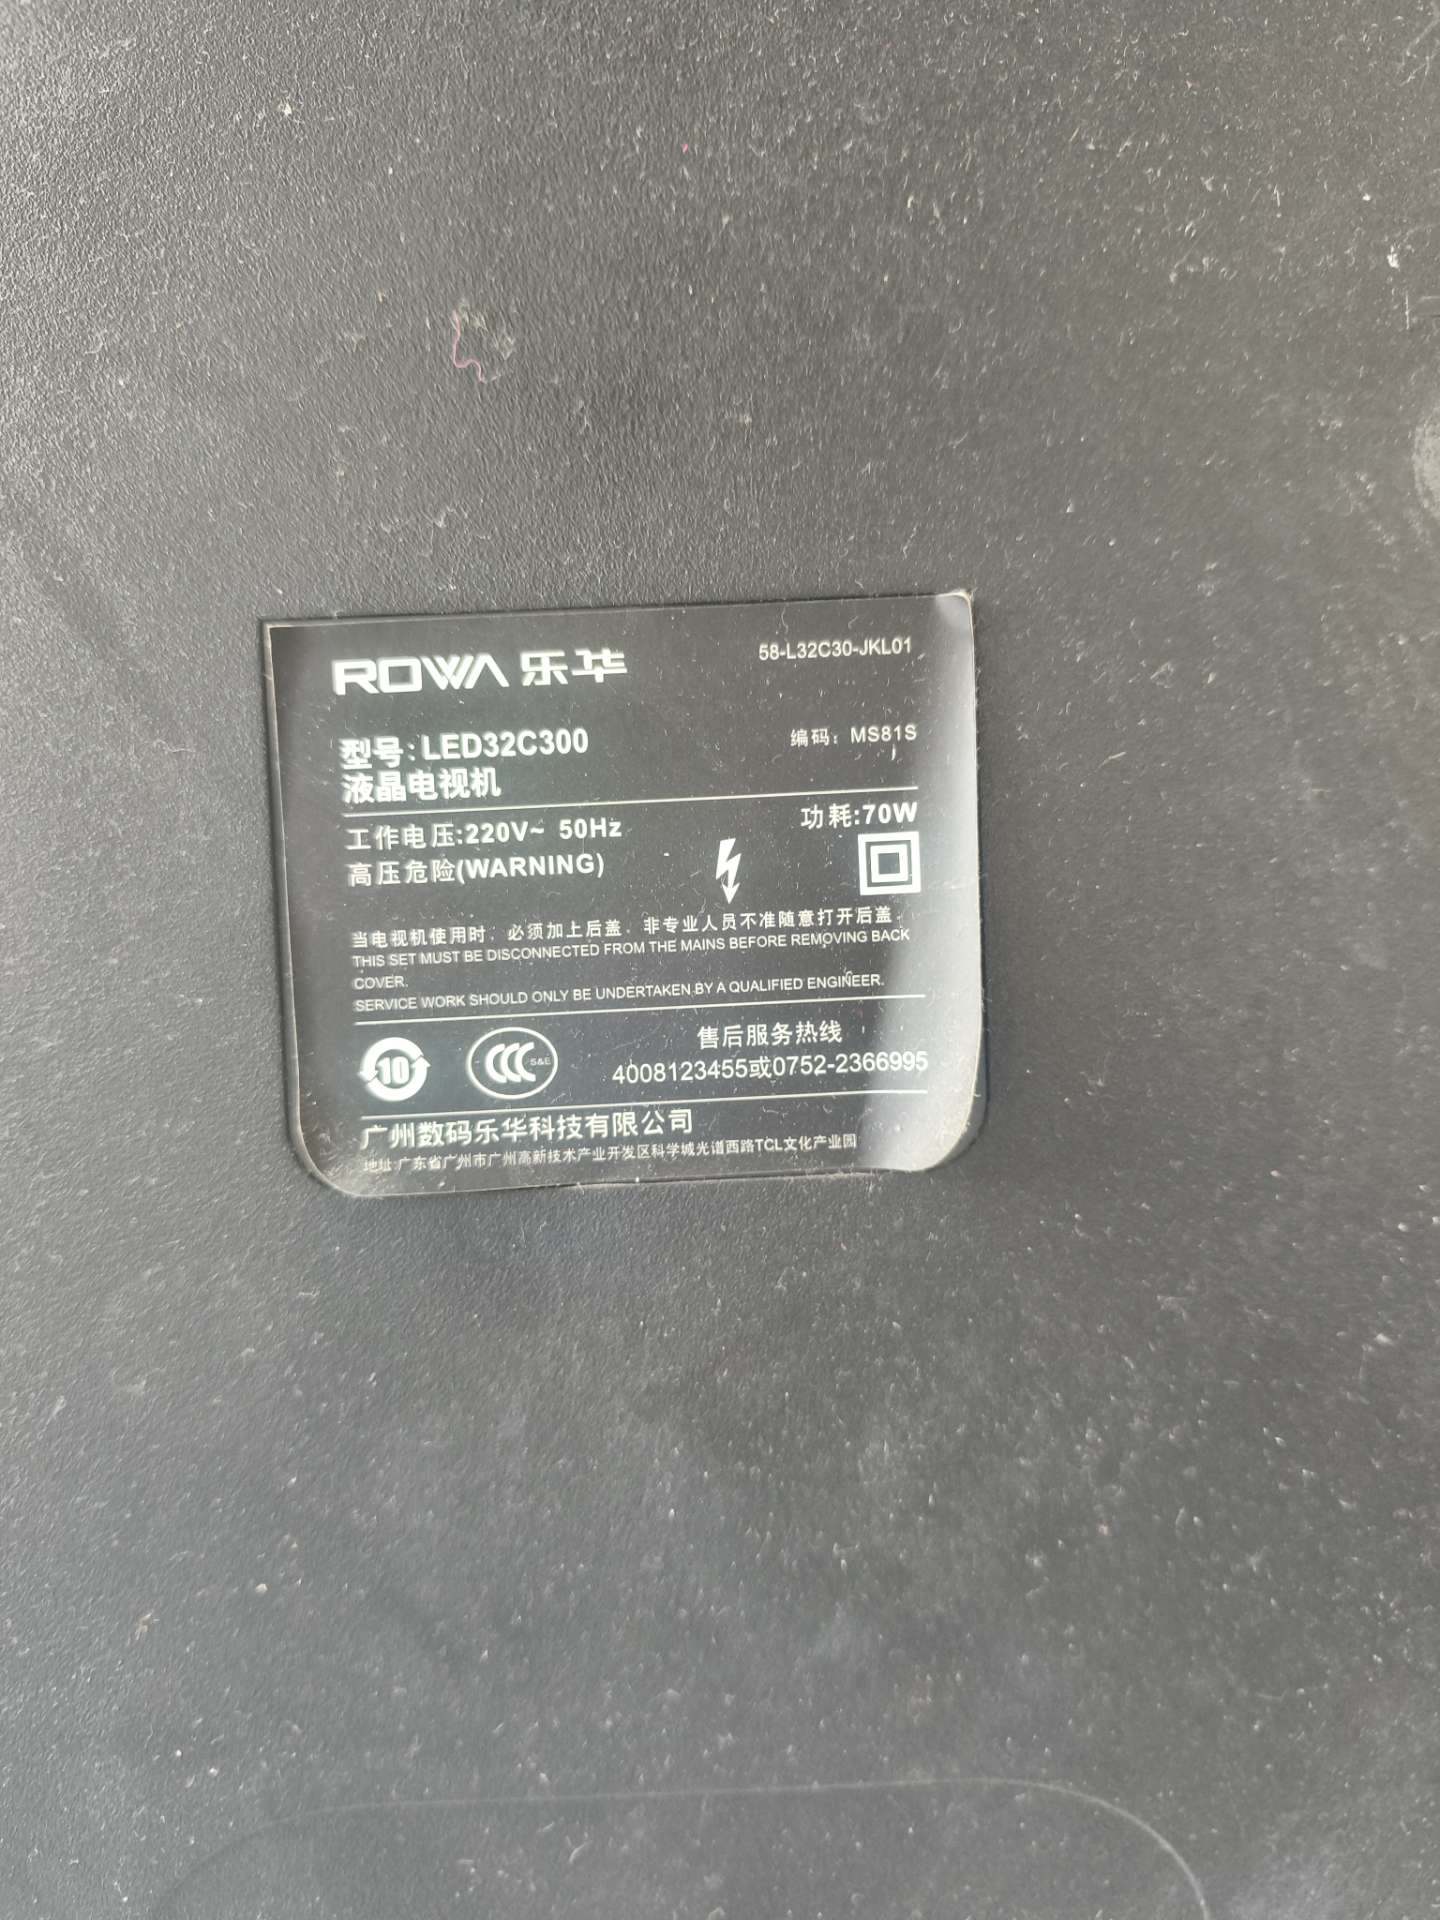 ROWA 乐华
58-L32C30-JKL01
型号: LED32C300
编码: MS81S
液晶电视机
工作电压:220V~ 50Hz
功耗:70W
高压危险(WARNING)
当电视机使用时, 必须加上后盖, 非专业人员不准随意打开后盖.
THIS SET MUST BE DISCONNECTED FROM THE MAINS BEFORE REMOVING BACK
COVER.
SERVICE WORK SHOULD ONLY BE UNDERTAKEN BY A QUALIFIED ENGINEER.
10
CCC S&E
售后服务热线
4008123455或0752-2366995
广州数码乐华科技有限公司
地址:广东省广州市广州高新技术产业开发区科学城光谱西路TCL文化产业园